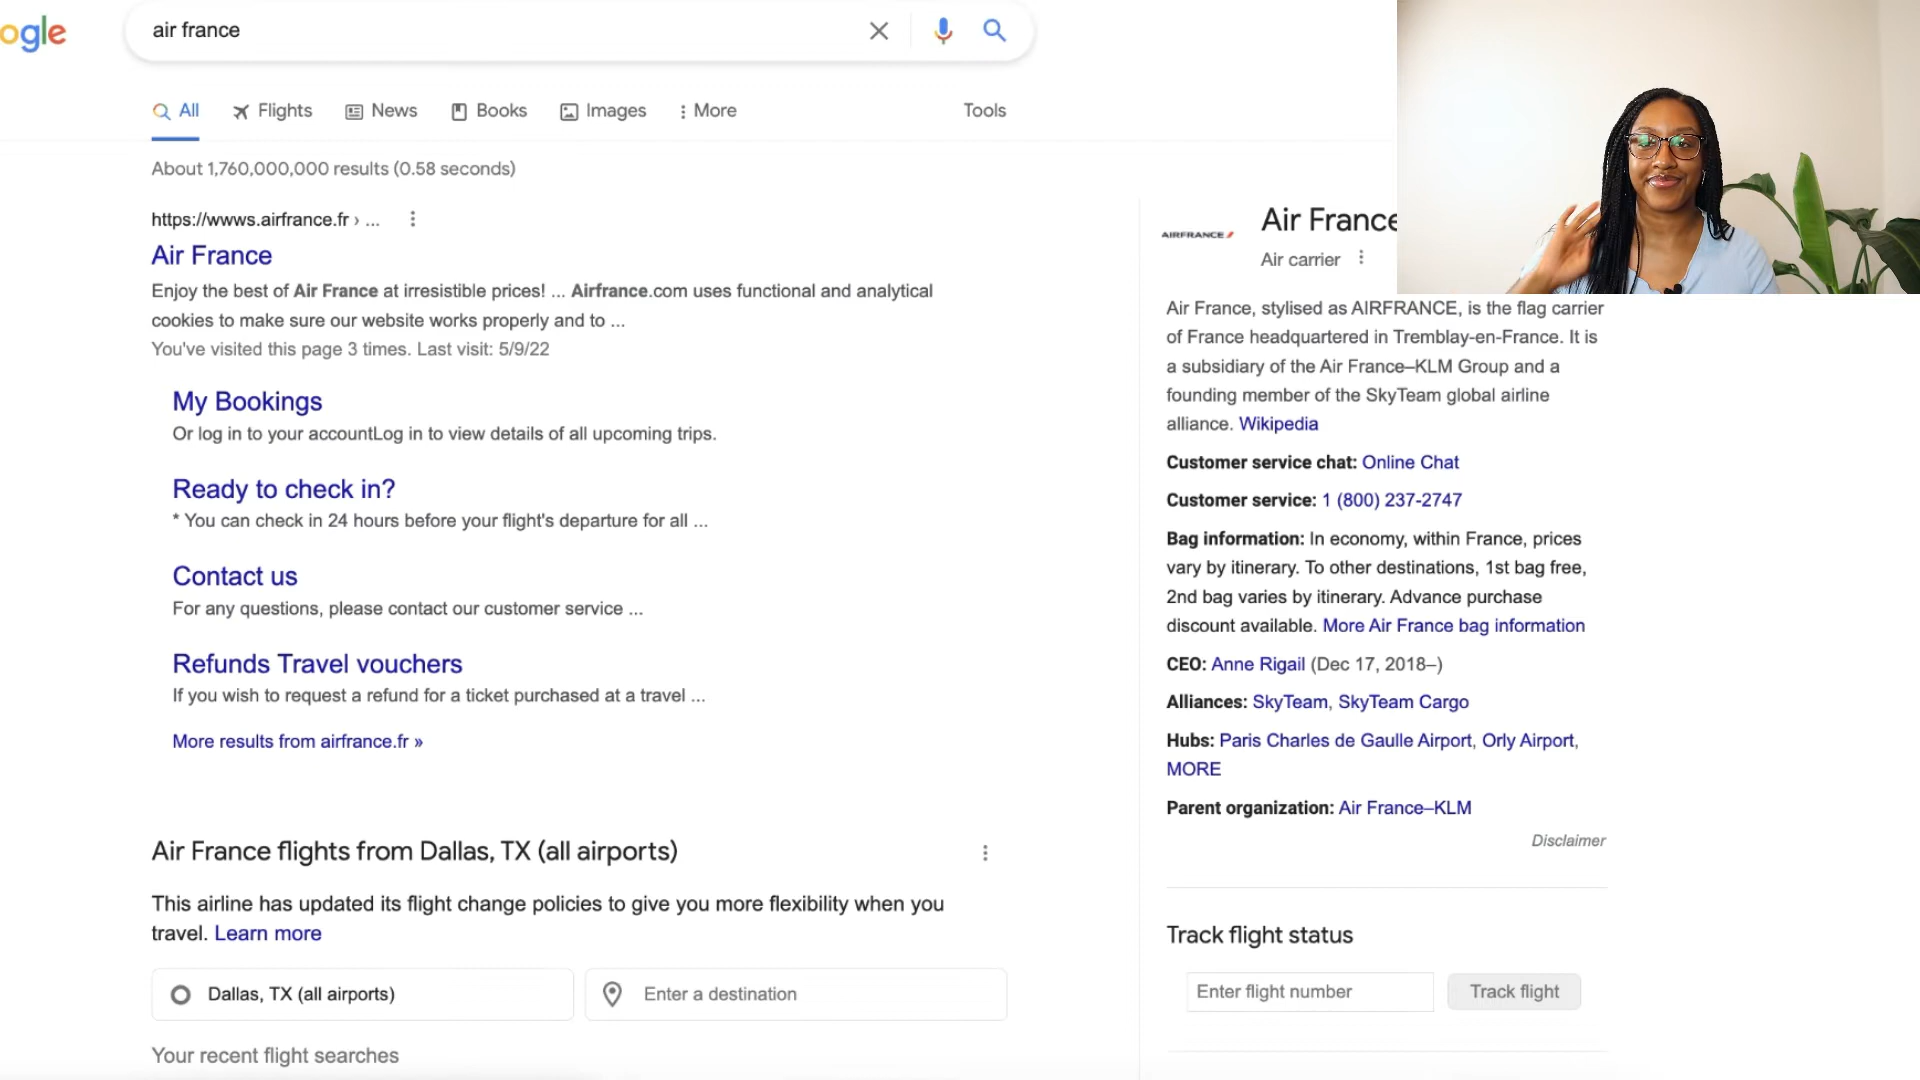 ogle
air france
All
Flights
News
Books
Images
More
Tools
About 1,760,000,000 results (0.58 seconds)
https://wwws.airfrance.fr › ...
Air France
Enjoy the best of Air France at irresistible prices! ... Airfrance.com uses functional and analytical
cookies to make sure our website works properly and to ...
You've visited this page 3 times. Last visit: 5/9/22
My Bookings
Or log in to your accountLog in to view details of all upcoming trips.
Ready to check in?
* You can check in 24 hours before your flight's departure for all ...
Contact us
For any questions, please contact our customer service ...
Refunds Travel vouchers
If you wish to request a refund for a ticket purchased at a travel ...
More results from airfrance.fr »
Air France flights from Dallas, TX (all airports)
This airline has updated its flight change policies to give you more flexibility when you
travel. Learn more
Dallas, TX (all airports)
Enter a destination
Your recent flight searches
AIRFRANCE
Air France
Air carrier
Air France, stylised as AIRFRANCE, is the flag carrier
of France headquartered in Tremblay-en-France. It is
a subsidiary of the Air France–KLM Group and a
founding member of the SkyTeam global airline
alliance. Wikipedia
Customer service chat: Online Chat
Customer service: 1 (800) 237-2747
Bag information: In economy, within France, prices
vary by itinerary. To other destinations, 1st bag free,
2nd bag varies by itinerary. Advance purchase
discount available. More Air France bag information
CEO: Anne Rigail (Dec 17, 2018–)
Alliances: SkyTeam, SkyTeam Cargo
Hubs: Paris Charles de Gaulle Airport, Orly Airport,
MORE
Parent organization: Air France–KLM
Disclaimer
Track flight status
Enter flight number
Track flight